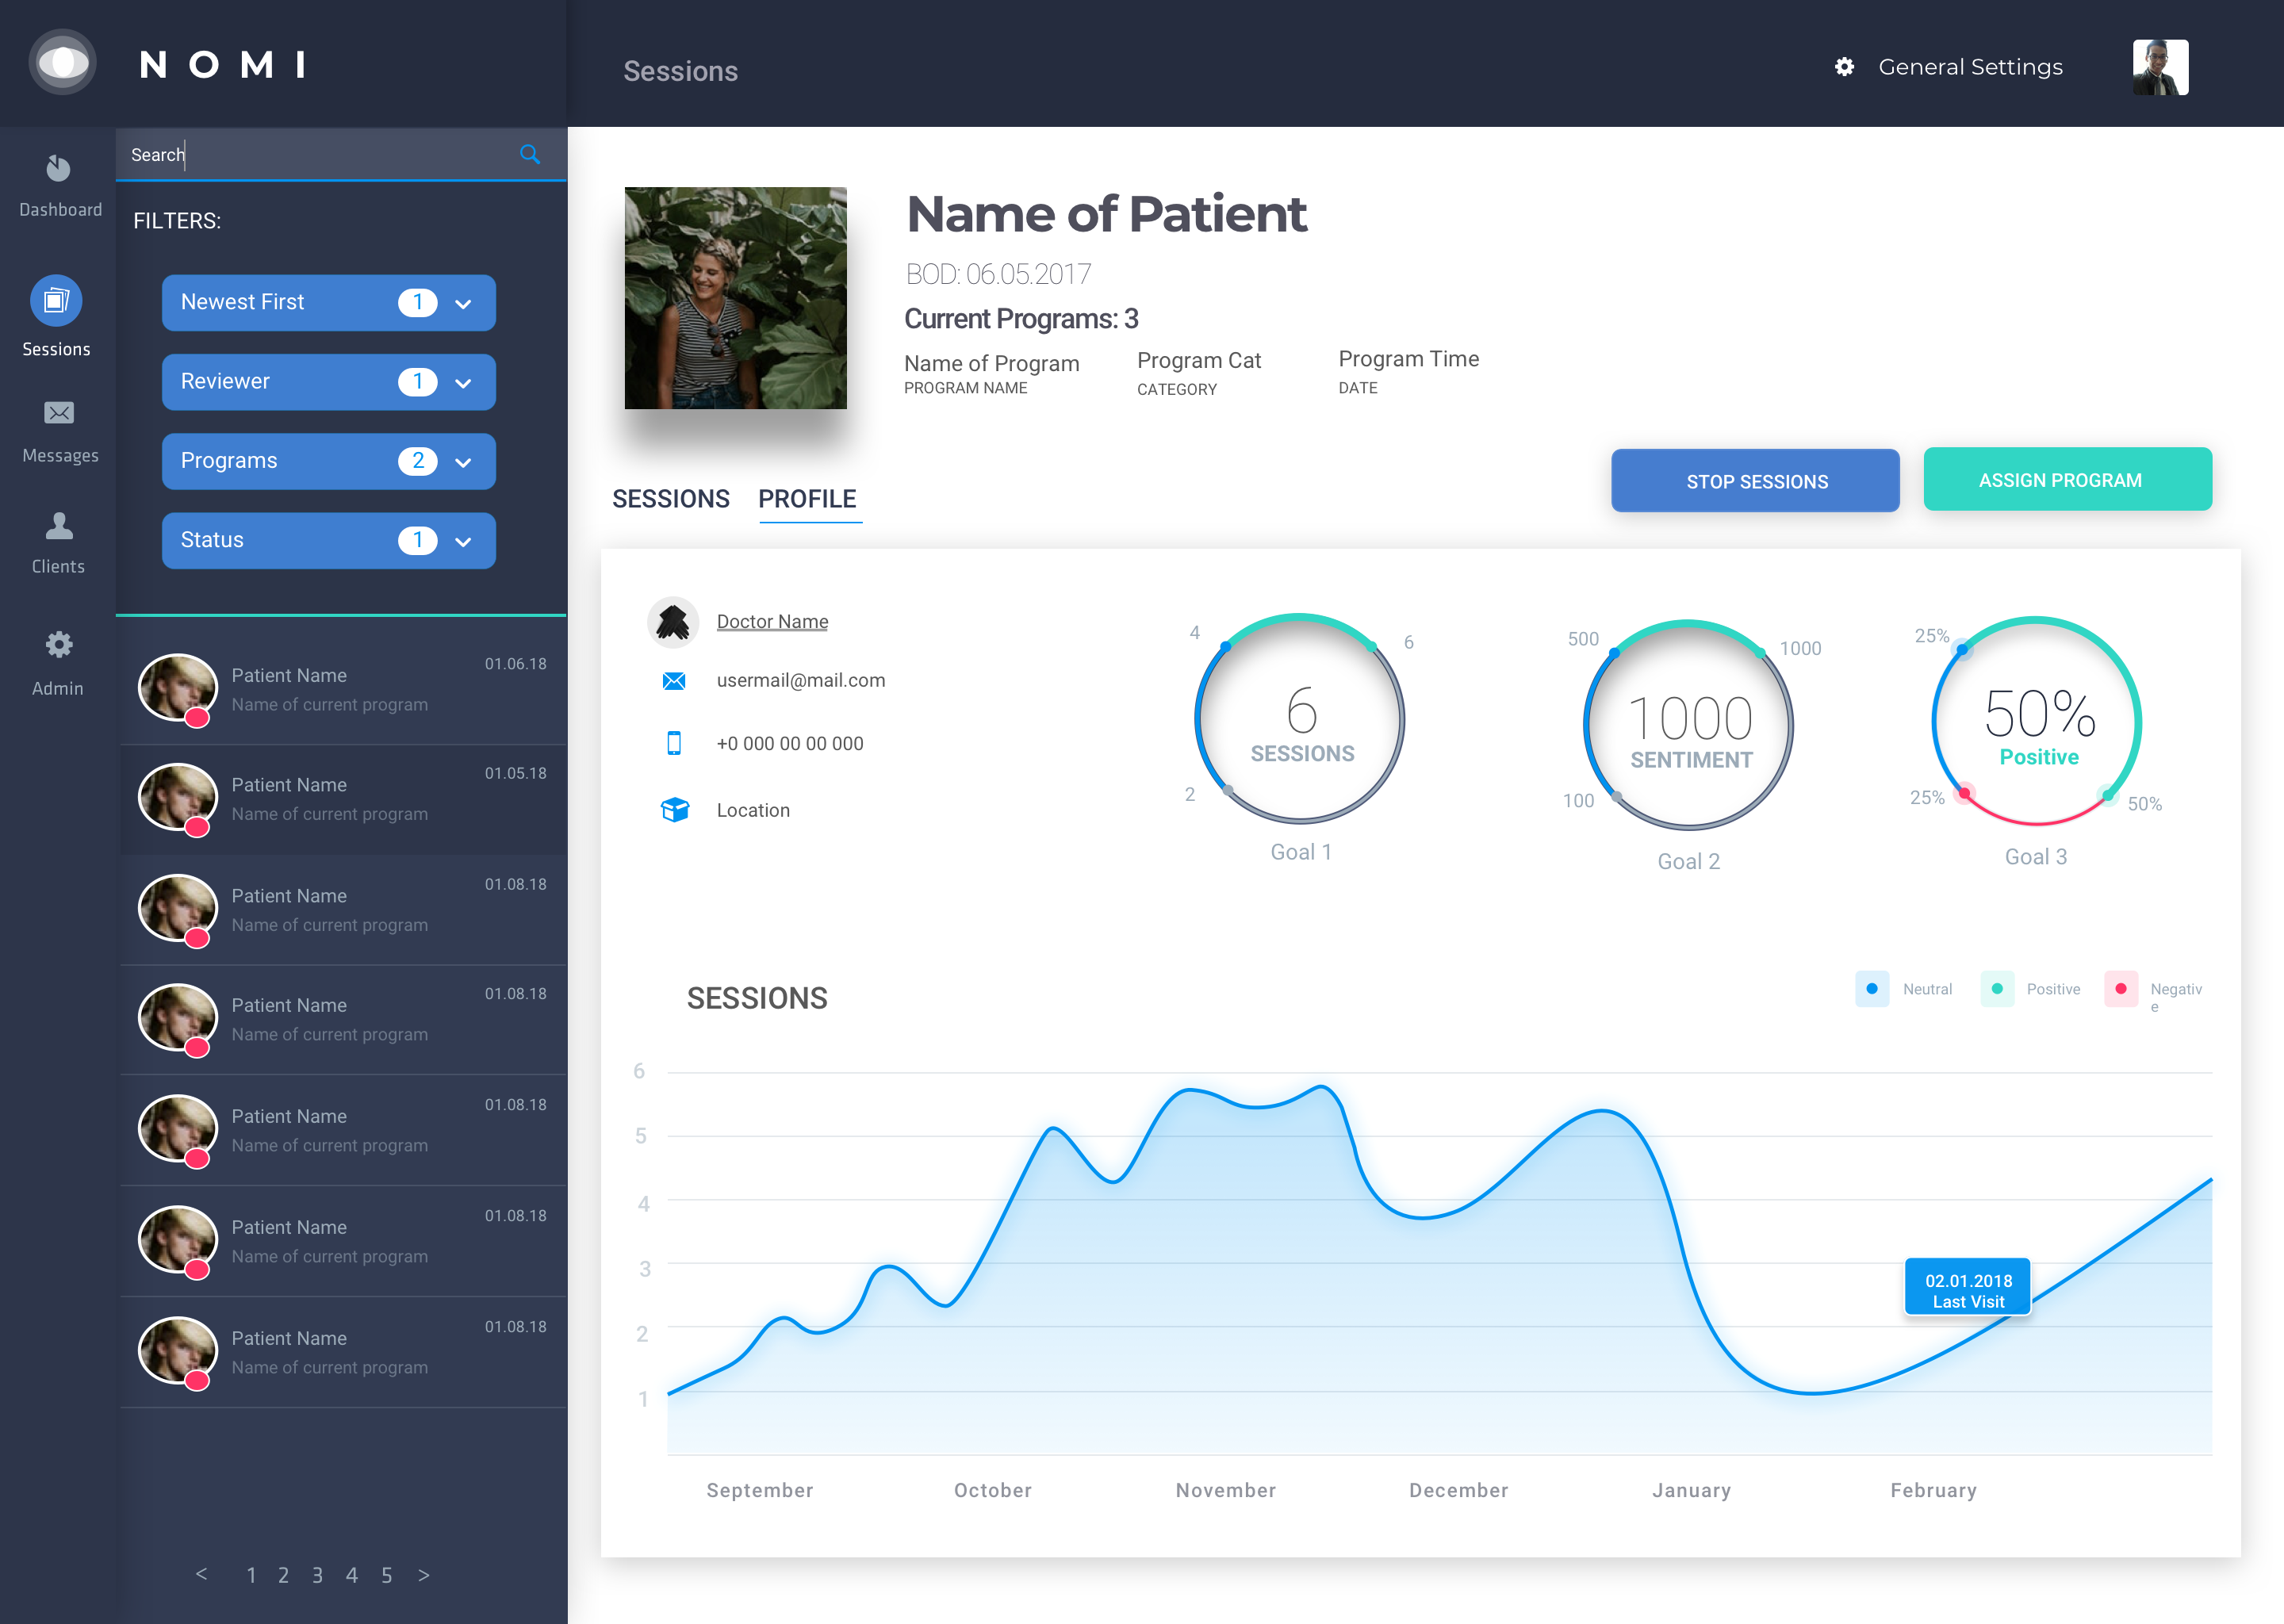 NOMI
Sessions
General Settings
Search
FILTERS:
Newest First 1
Reviewer 1
Programs 2
Status 1
Dashboard
Sessions
Messages
Clients
Admin
Patient Name 01.06.18
Name of current program
Patient Name 01.05.18
Name of current program
Patient Name 01.08.18
Name of current program
Patient Name 01.08.18
Name of current program
Patient Name 01.08.18
Name of current program
Patient Name 01.08.18
Name of current program
Patient Name 01.08.18
Name of current program
< 1 2 3 4 5 >
Name of Patient
BOD: 06.05.2017
Current Programs: 3
Name of Program Program Cat Program Time
PROGRAM NAME CATEGORY DATE
STOP SESSIONS ASSIGN PROGRAM
SESSIONS PROFILE
Doctor Name
usermail@mail.com
+0 000 00 00 000
Location
4 6
6
SESSIONS
2
Goal 1
500 1000
1000
SENTIMENT
100
Goal 2
25%
50%
Positive
25% 50%
Goal 3
SESSIONS
Neutral Positive Negativ
e
6
5
4
3
2
1
02.01.2018
Last Visit
September October November December January February